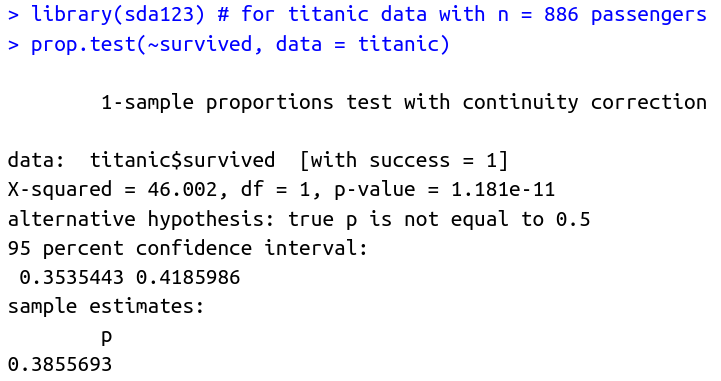 > library(sda123) # for titanic data with n = 886 passengers
> prop.test(~survived, data = titanic)
1-sample proportions test with continuity correction
data:  titanic$survived  [with success = 1]
X-squared = 46.002, df = 1, p-value = 1.181e-11
alternative hypothesis: true p is not equal to 0.5
95 percent confidence interval:
 0.3535443 0.4185986
sample estimates:
p
0.3855693